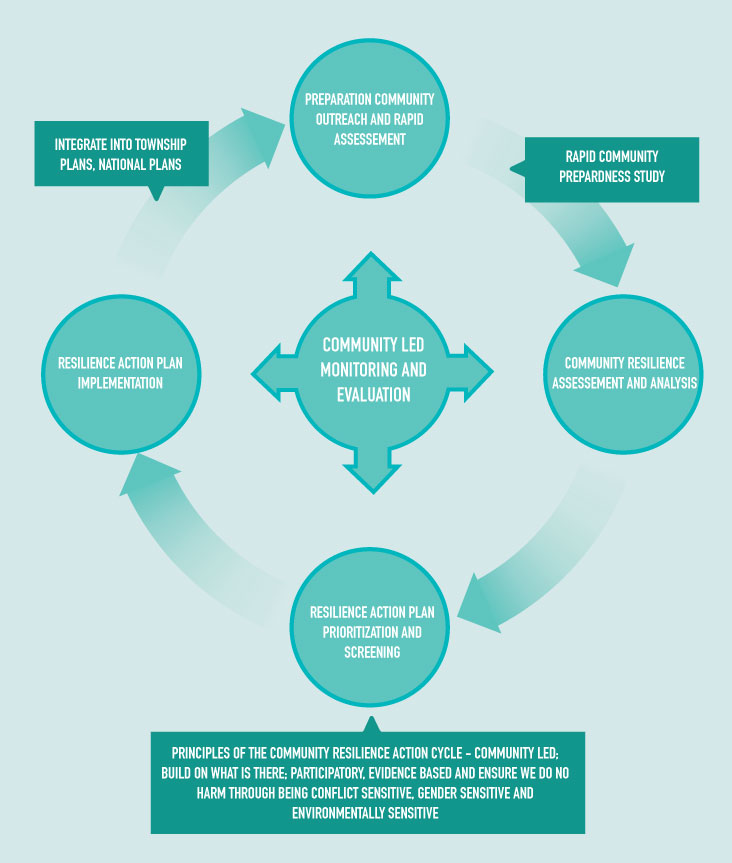 PREPARATION COMMUNITY
OUTREACH AND RAPID
ASSESSEMENT
INTEGRATE INTO TOWNSHIP
PLANS, NATIONAL PLANS
RAPID COMMUNITY
PREPARDNESS STUDY
COMMUNITY LED
MONITORING AND
EVALUATION
RESILIENCE ACTION PLAN
IMPLEMENTATION
COMMUNITY RESILIENCE
ASSESSEMENT AND ANALYSIS
RESILIENCE ACTION PLAN
PRIORITIZATION AND
SCREENING
PRINCIPLES OF THE COMMUNITY RESILIENCE ACTION CYCLE - COMMUNITY LED;
BUILD ON WHAT IS THERE; PARTICIPATORY, EVIDENCE BASED AND ENSURE WE DO NO
HARM THROUGH BEING CONFLICT SENSITIVE, GENDER SENSITIVE AND
ENVIRONMENTALLY SENSITIVE